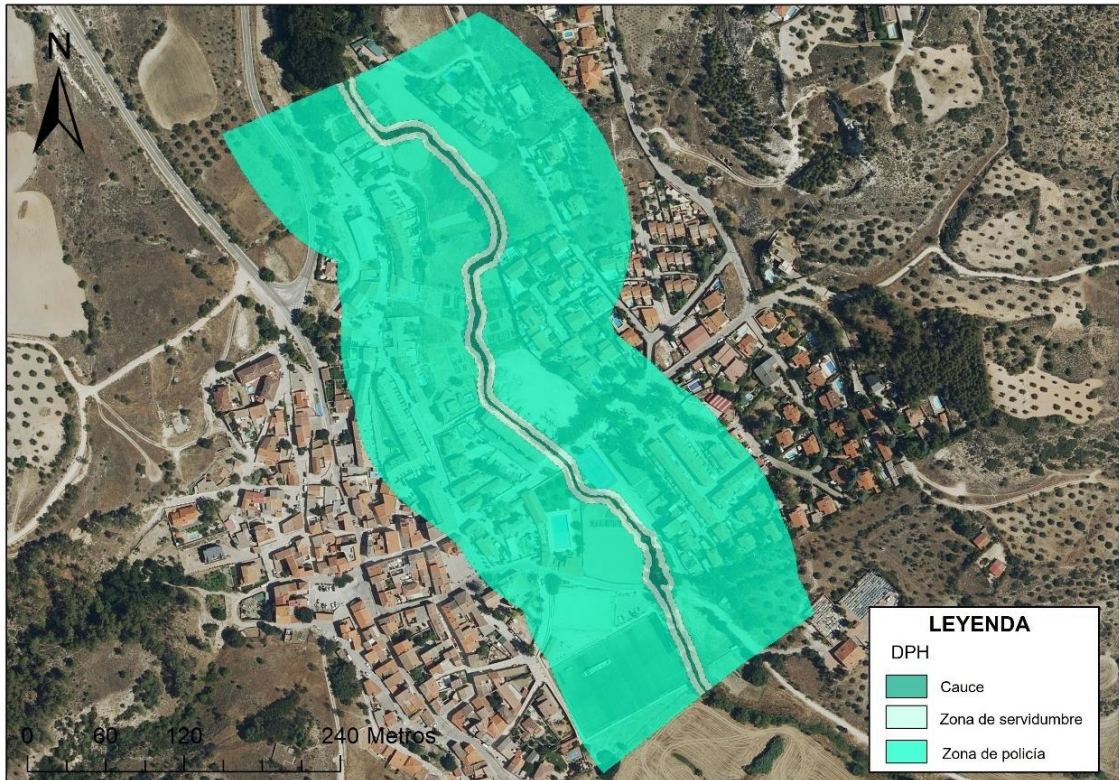 N
LEYENDA
DPH
Cauce
Zona de servidumbre
Zona de policía
0 60 120 240 Metros